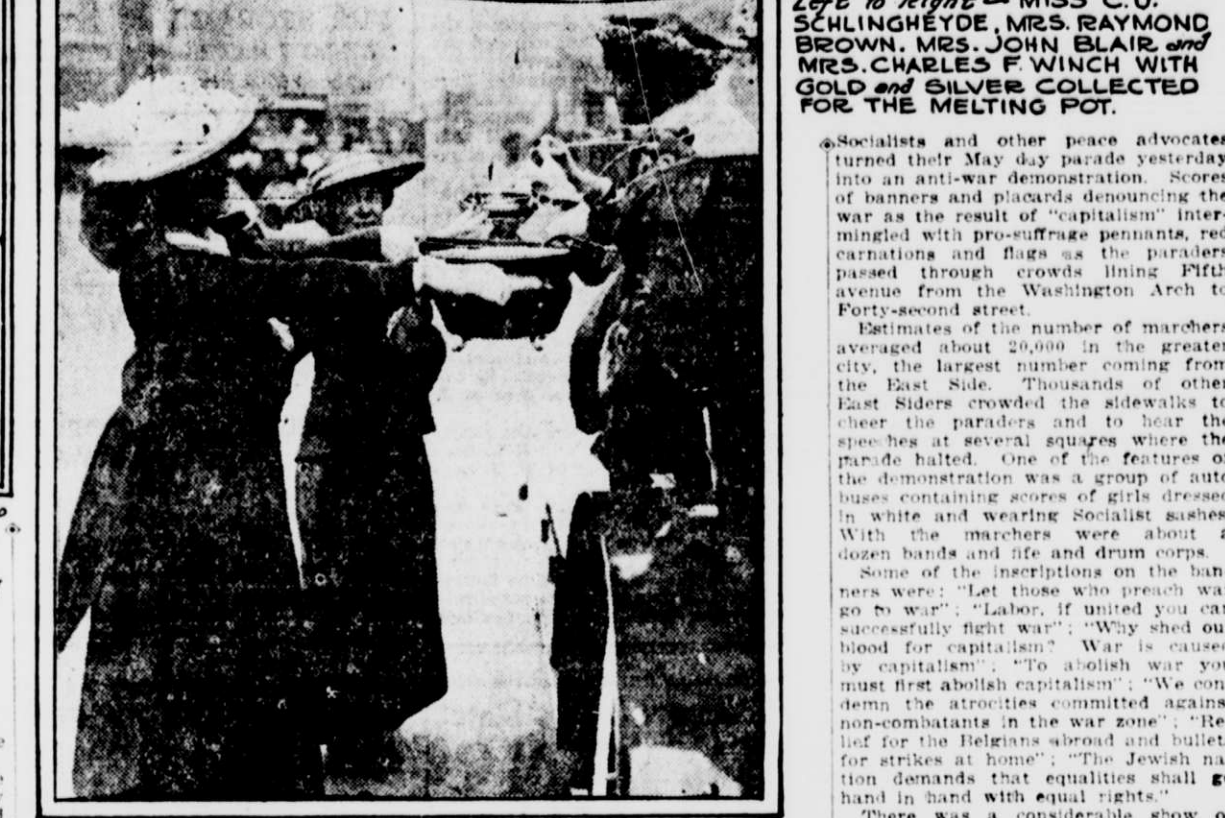 Left to right - MISS C.U.
SCHLINGHEYDE, MRS. RAYMOND
BROWN. MRS. JOHN BLAIR and
MRS. CHARLES F. WINCH WITH
GOLD and SILVER COLLECTED
FOR THE MELTING POT.
Socialists and other peace advocates
turned their May day parade yesterday
into an anti-war demonstration. Scores
of banners and placards denouncing the
war as the result of "capitalism" inter
mingled with pro-suffrage pennants, red
carnations and flags as the paraders
passed through crowds lining Fifth
avenue from the Washington Arch to
Forty-second street.
Estimates of the number of marchers
averaged about 20,000 in the greater
city, the largest number coming from
the East Side. Thousands of other
East Siders crowded the sidewalks to
cheer the paraders and to hear the
speeches at several squares where the
parade halted. One of the features of
the demonstration was a group of auto
buses containing scores of girls dressed
in white and wearing Socialist sashes
With the marchers were about a
dozen bands and fife and drum corps.
Some of the inscriptions on the ban
ners were: "Let those who preach war
go to war"; "Labor, if united you can
successfully fight war"; "Why shed our
blood for capitalism? War is caused
by capitalism"; "To abolish war you
must first abolish capitalism"; "We con
demn the atrocities committed agains
non-combatants in the war zone"; "Re
lief for the Belgians abroad and bullet
for strikes at home"; "The Jewish na
tion demands that equalities shall g
hand in hand with equal rights."
There was a considerable show o